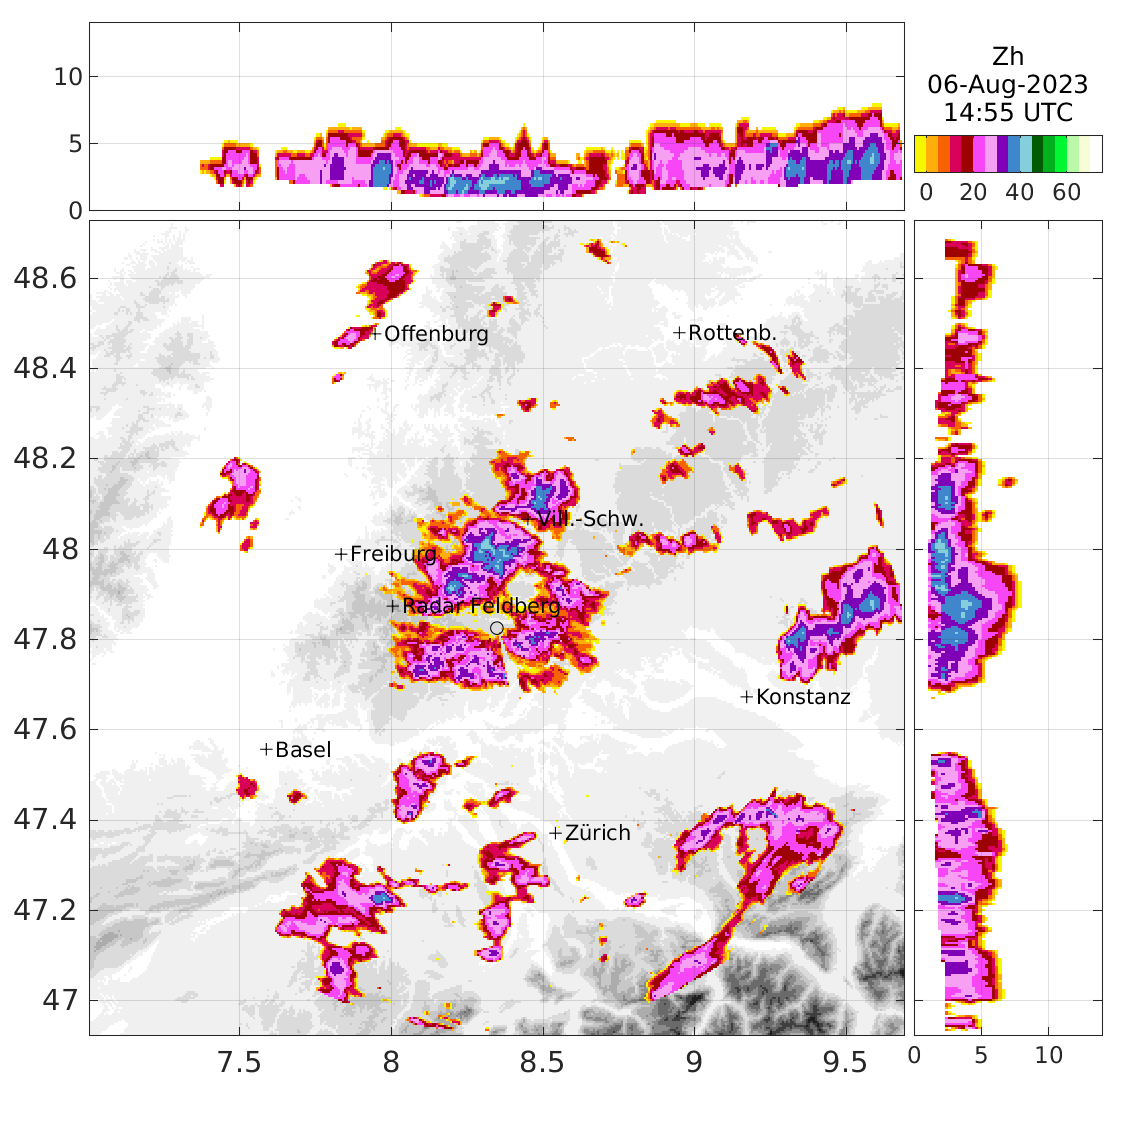 10
5
0
Zh
06-Aug-2023
14:55 UTC
0 20 40 60
48.6
48.4
48.2
48
47.8
47.6
47.4
47.2
47
+Offenburg
+Rottenb.
+Vill.-Schw.
+Freiburg
+Radar Feldberg
+Konstanz
+Basel
+Zürich
7.5 8 8.5 9 9.5
0 5 10